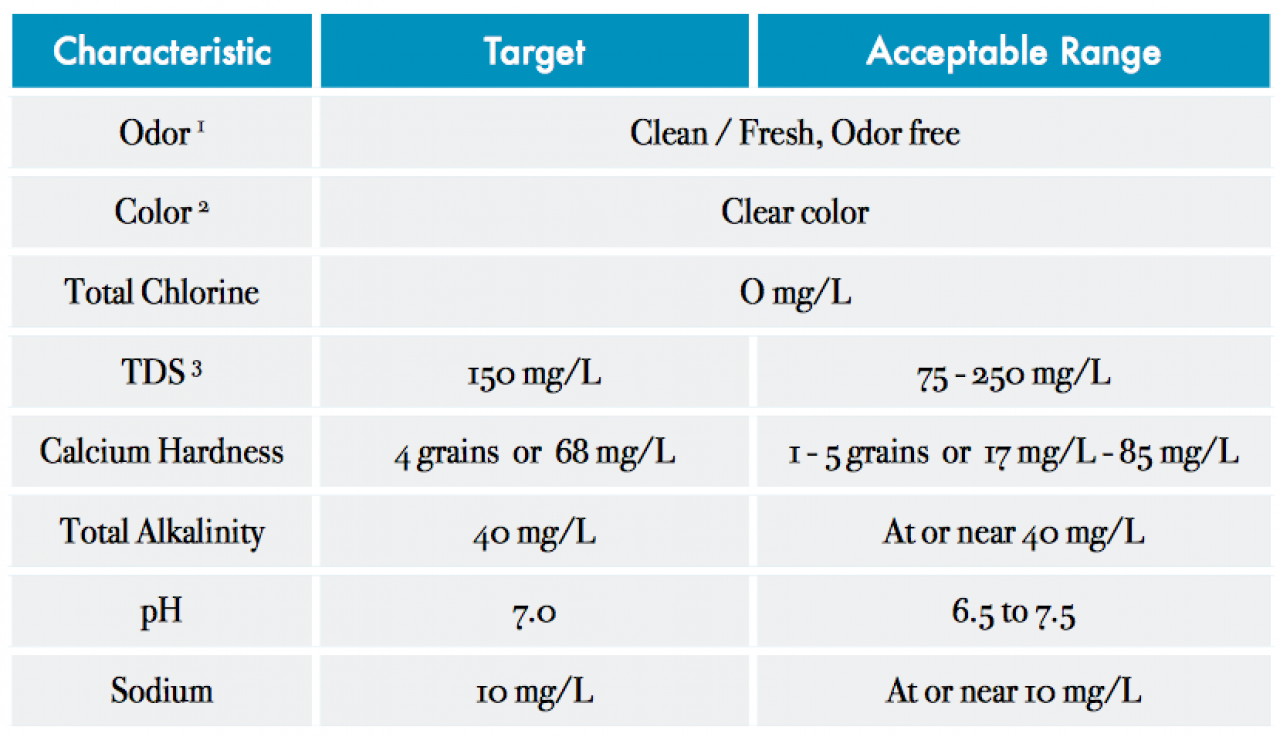 Characteristic Target Acceptable Range
Odor ¹ Clean / Fresh, Odor free
Color ² Clear color
Total Chlorine 0 mg/L
TDS ³ 150 mg/L 75 - 250 mg/L
Calcium Hardness 4 grains or 68 mg/L 1 - 5 grains or 17 mg/L - 85 mg/L
Total Alkalinity 40 mg/L At or near 40 mg/L
pH 7.0 6.5 to 7.5
Sodium 10 mg/L At or near 10 mg/L